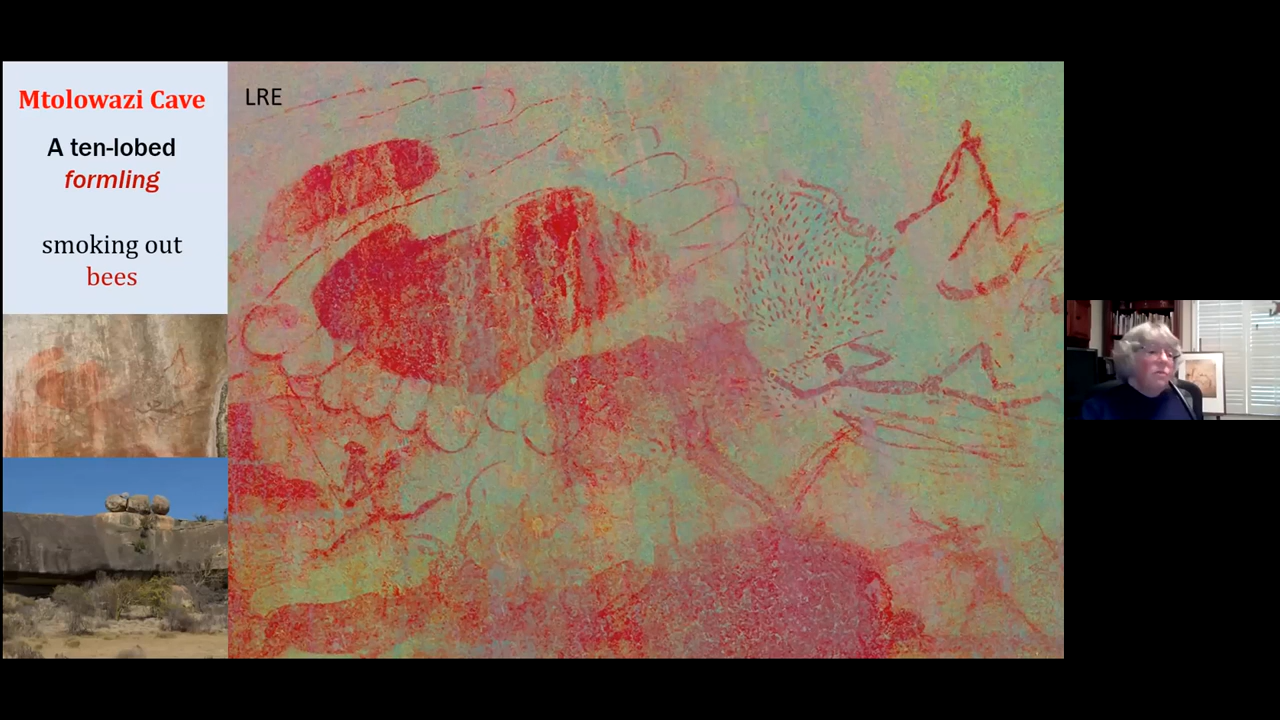 Mtolowazi Cave
A ten-lobed
formling
smoking out
bees
LRE